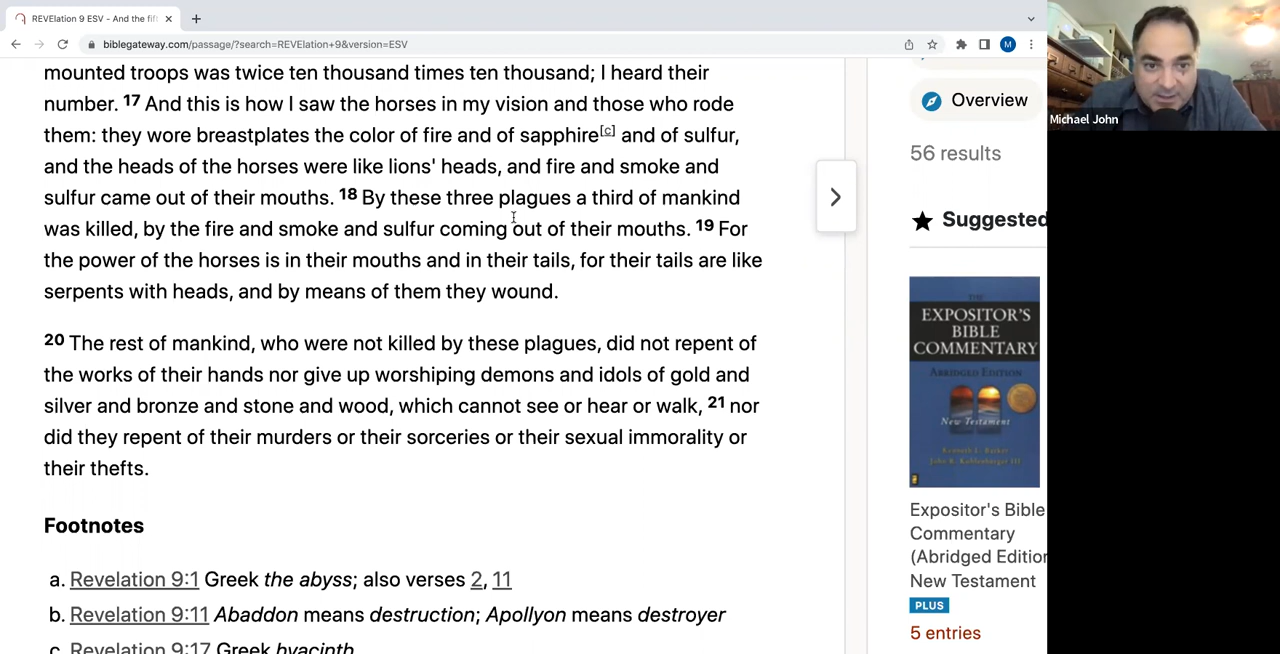 REVElation 9 ESV - And the fift
biblegateway.com/passage/?search=REVElation+9&version=ESV
M
mounted troops was twice ten thousand times ten thousand; I heard their
number. 17 And this is how I saw the horses in my vision and those who rode
them: they wore breastplates the color of fire and of sapphire[c] and of sulfur,
and the heads of the horses were like lions' heads, and fire and smoke and
sulfur came out of their mouths. 18 By these three plagues a third of mankind
was killed, by the fire and smoke and sulfur coming out of their mouths. 19 For
the power of the horses is in their mouths and in their tails, for their tails are like
serpents with heads, and by means of them they wound.
20 The rest of mankind, who were not killed by these plagues, did not repent of
the works of their hands nor give up worshiping demons and idols of gold and
silver and bronze and stone and wood, which cannot see or hear or walk, 21 nor
did they repent of their murders or their sorceries or their sexual immorality or
their thefts.
Footnotes
a. Revelation 9:1 Greek the abyss; also verses 2, 11
b. Revelation 9:11 Abaddon means destruction; Apollyon means destroyer
c. Revelation 9:17 Greek hyacinth
Overview
56 results
Suggested
THE
EXPOSITOR'S
BIBLE
COMMENTARY
ABRIDGED EDITION
New Testament
Kenneth L. Barker
John R. Kohlenberger III
Expositor's Bible
Commentary
(Abridged Edition
New Testament
PLUS
5 entries
Michael John